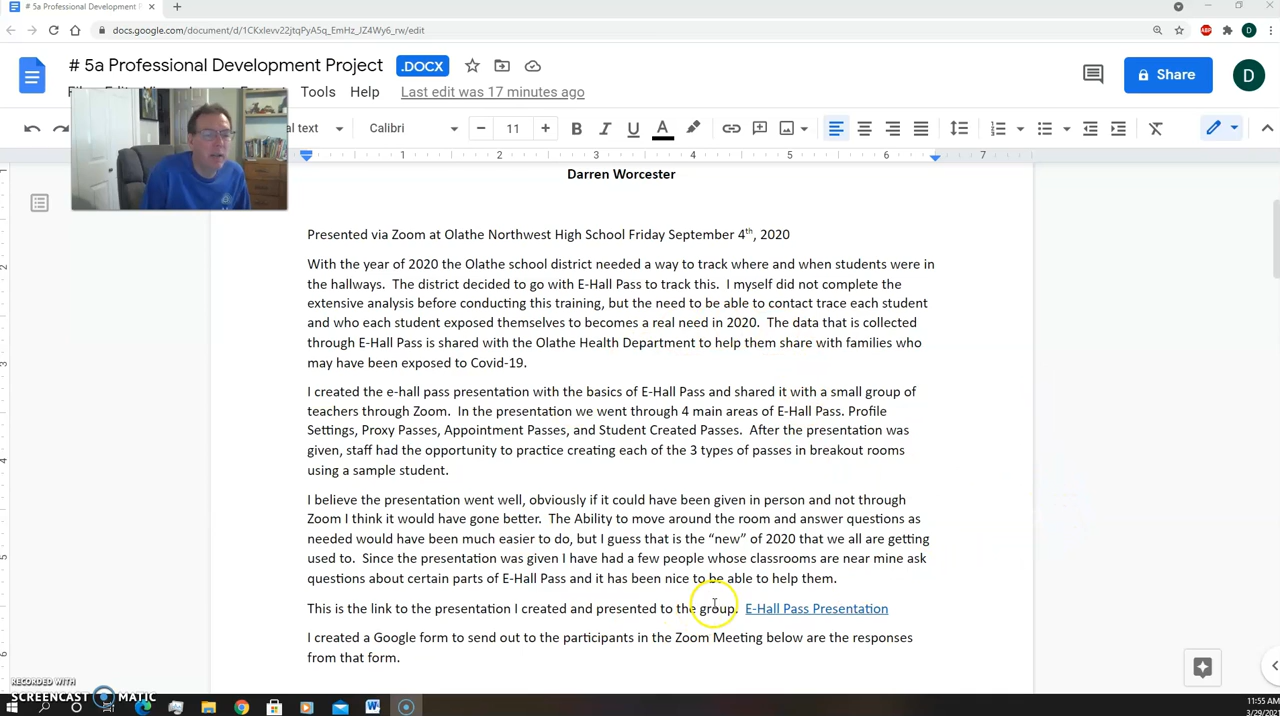 # 5a Professional Development Project
docs.google.com/document/d/1CKxlevv22jtqPyA5q_EmHz_JZ4Wy6_rw/edit
# 5a Professional Development Project .DOCX
Share
D
Tools Help Last edit was 17 minutes ago
al text Calibri 11
1 2 3 4 5 6 7
Darren Worcester
Presented via Zoom at Olathe Northwest High School Friday September 4th, 2020
With the year of 2020 the Olathe school district needed a way to track where and when students were in
the hallways. The district decided to go with E-Hall Pass to track this. I myself did not complete the
extensive analysis before conducting this training, but the need to be able to contact trace each student
and who each student exposed themselves to becomes a real need in 2020. The data that is collected
through E-Hall Pass is shared with the Olathe Health Department to help them share with families who
may have been exposed to Covid-19.
I created the e-hall pass presentation with the basics of E-Hall Pass and shared it with a small group of
teachers through Zoom. In the presentation we went through 4 main areas of E-Hall Pass. Profile
Settings, Proxy Passes, Appointment Passes, and Student Created Passes. After the presentation was
given, staff had the opportunity to practice creating each of the 3 types of passes in breakout rooms
using a sample student.
I believe the presentation went well, obviously if it could have been given in person and not through
Zoom I think it would have gone better. The Ability to move around the room and answer questions as
needed would have been much easier to do, but I guess that is the “new” of 2020 that we all are getting
used to. Since the presentation was given I have had a few people whose classrooms are near mine ask
questions about certain parts of E-Hall Pass and it has been nice to be able to help them.
This is the link to the presentation I created and presented to the group. E-Hall Pass Presentation
I created a Google form to send out to the participants in the Zoom Meeting below are the responses
from that form.
RECORDED WITH
SCREENCAST MATIC
11:55 AM